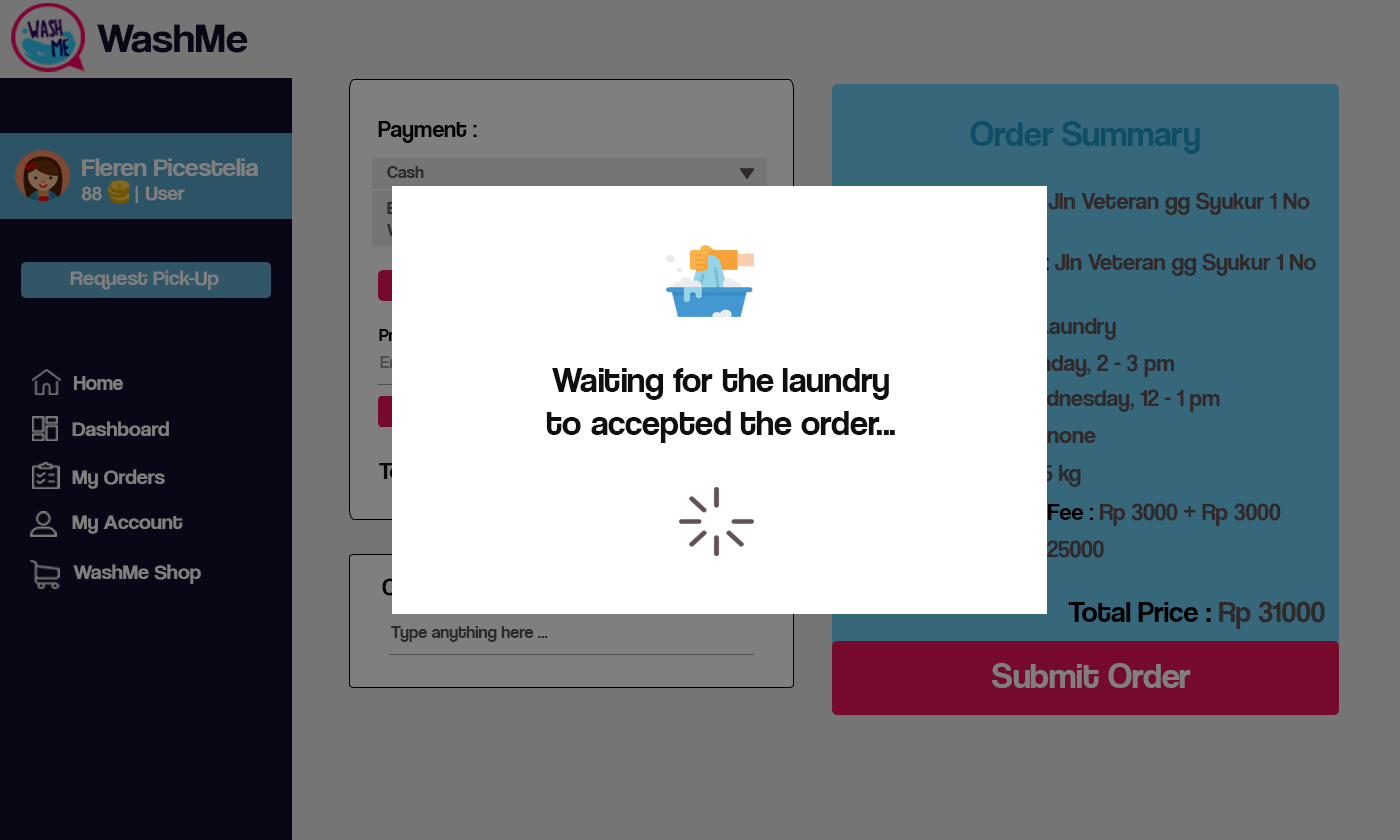 WASH
ME
WashMe
Fleren Picestelia
88 | User
Request Pick-Up
Home
Dashboard
My Orders
My Account
WashMe Shop
Payment :
Cash
Waiting for the laundry
to accepted the order...
Type anything here ...
Order Summary
Jln Veteran gg Syukur 1 No
: Jln Veteran gg Syukur 1 No
Laundry
day, 2 - 3 pm
dnesday, 12 - 1 pm
none
5 kg
Fee : Rp 3000 + Rp 3000
25000
Total Price : Rp 31000
Submit Order